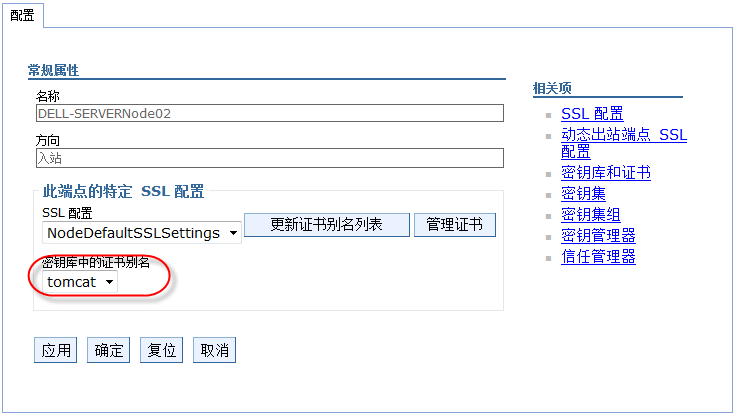 配置
常规属性
名称
DELL-SERVERNode02
方向
入站
此端点的特定 SSL 配置
SSL 配置
NodeDefaultSSLSettings
更新证书别名列表
管理证书
密钥库中的证书别名
tomcat
应用
确定
复位
取消
相关项
SSL 配置
动态出站端点 SSL
配置
密钥库和证书
密钥集
密钥集组
密钥管理器
信任管理器